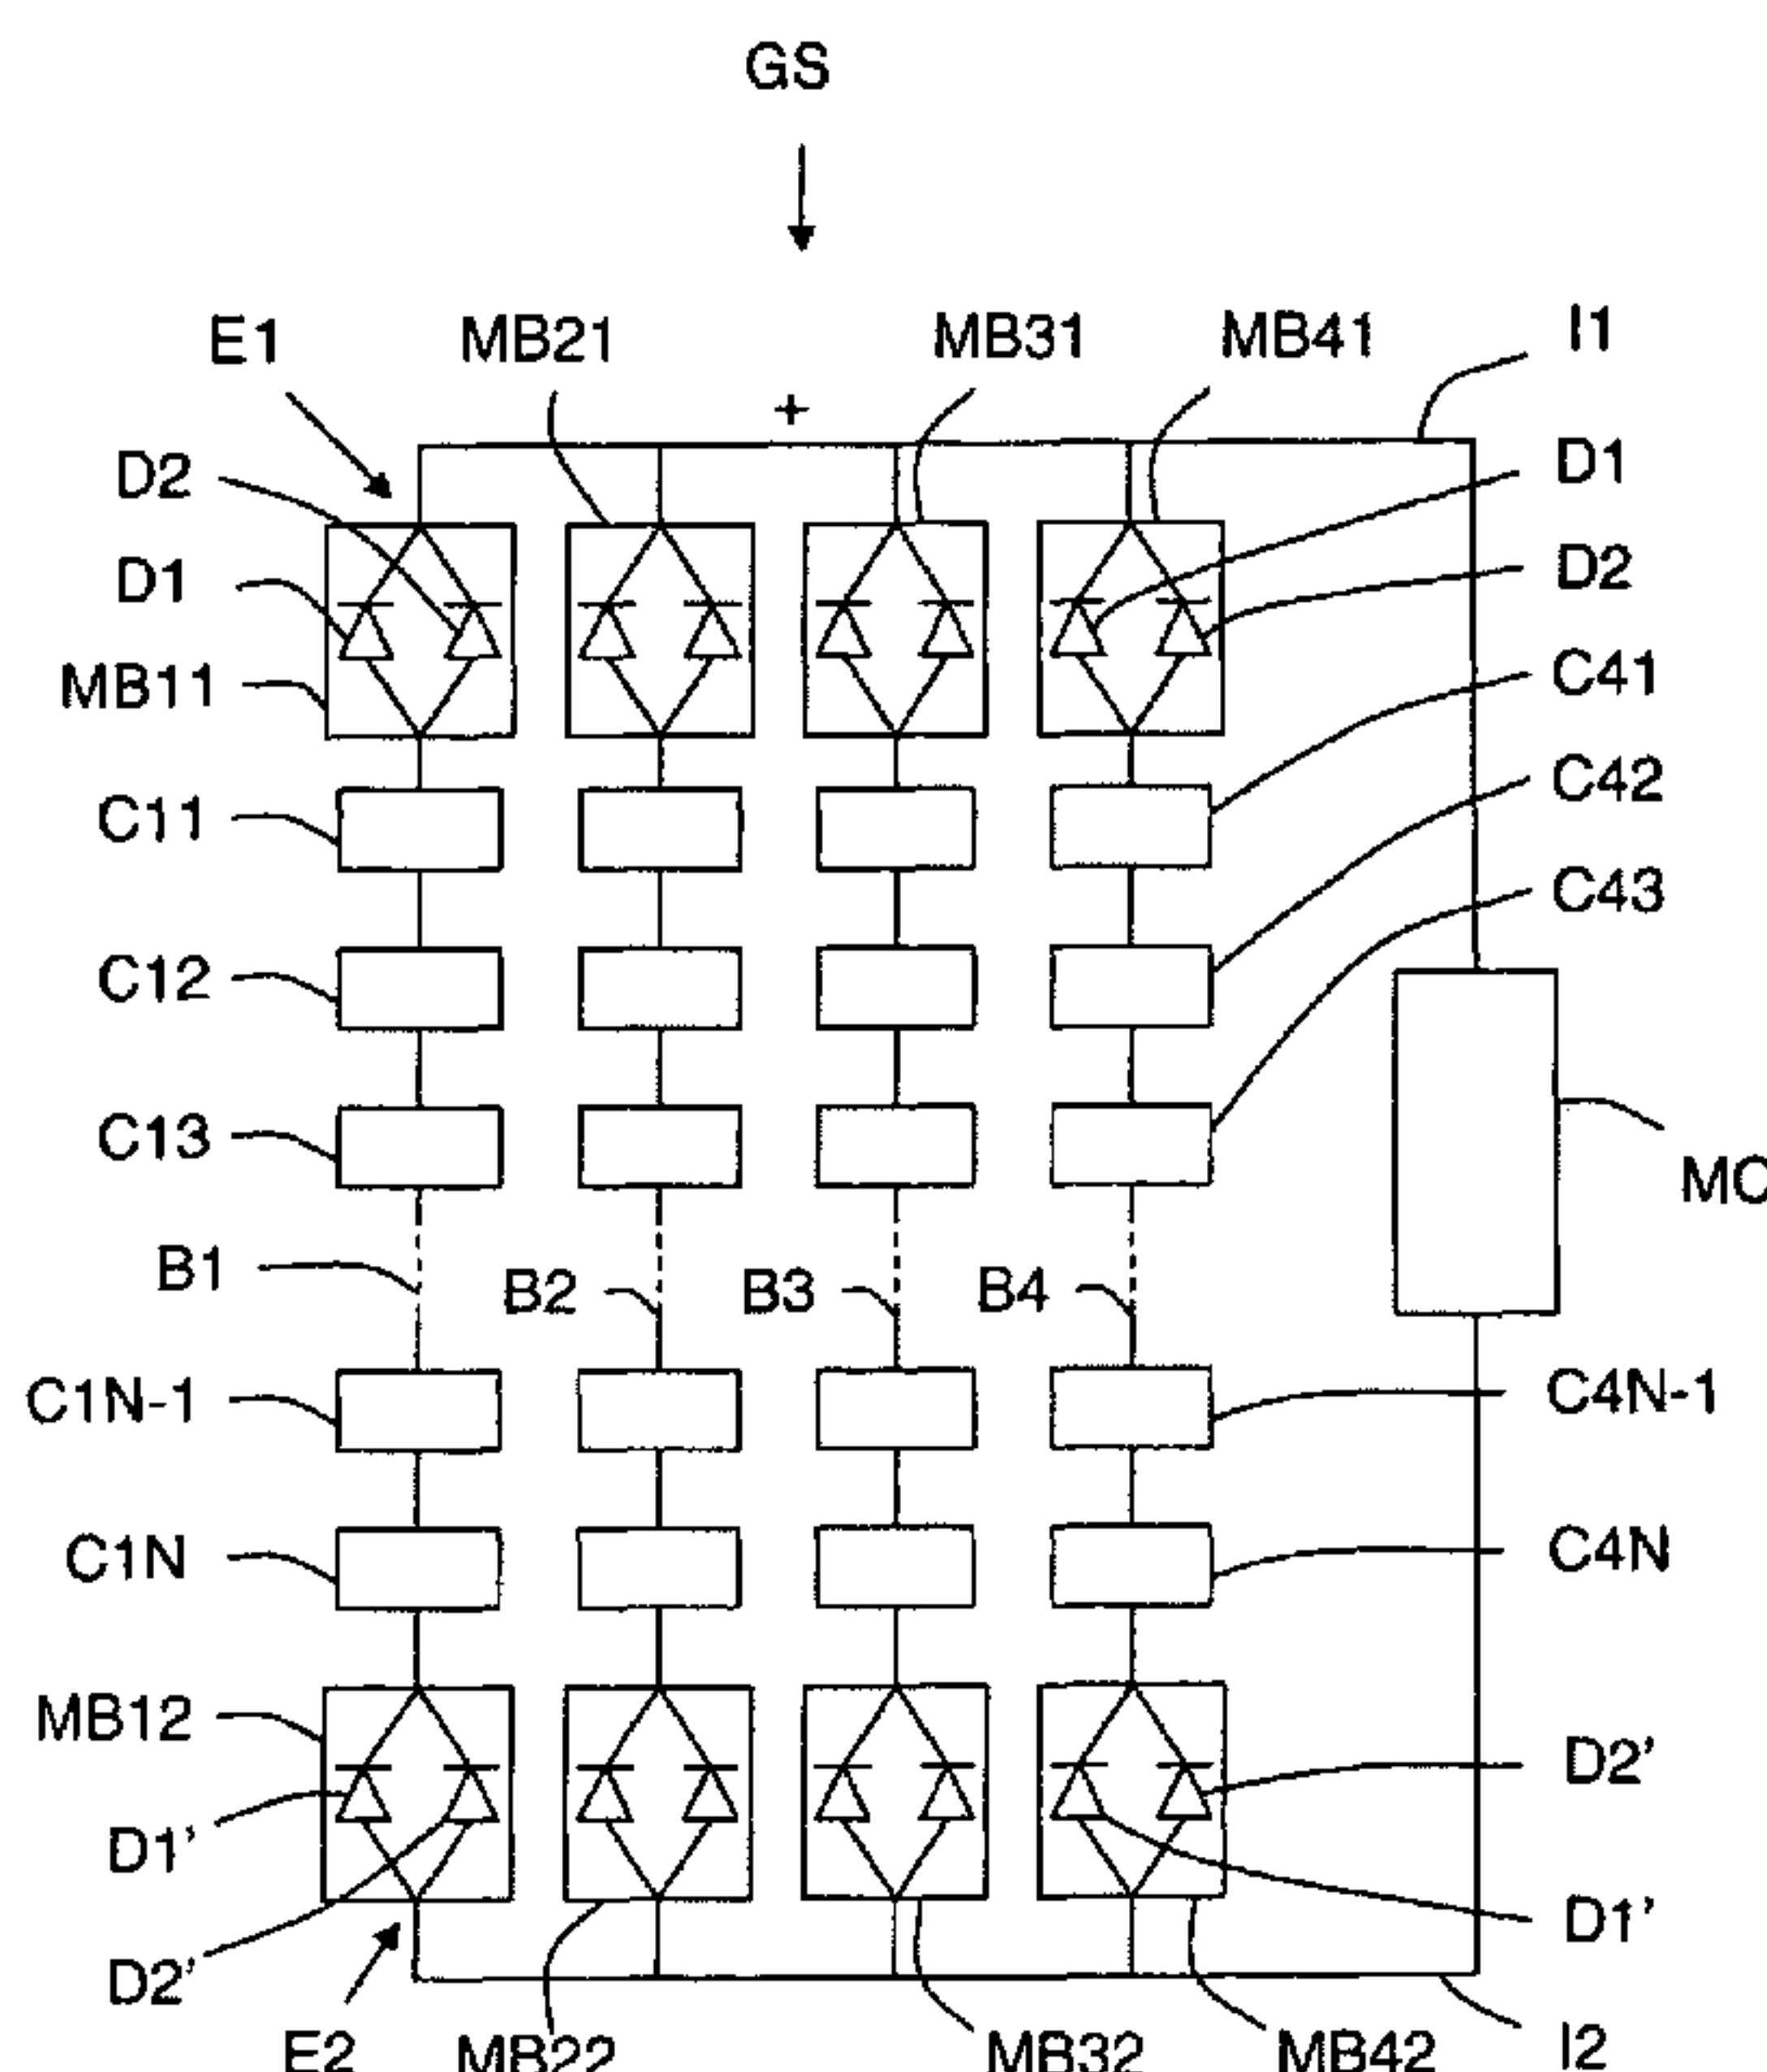 GS
E1 MB21 MB31 MB41 I1
+
D2 D1
D1 D2
MB11 C41
C11 C42
C43
C12
C13 MC
B1 B2 B3 B4
C1N-1 C4N-1
C1N C4N
MB12 D2’
D1’ D1’
D2’
E2 MB22 MB32 MB42 I2